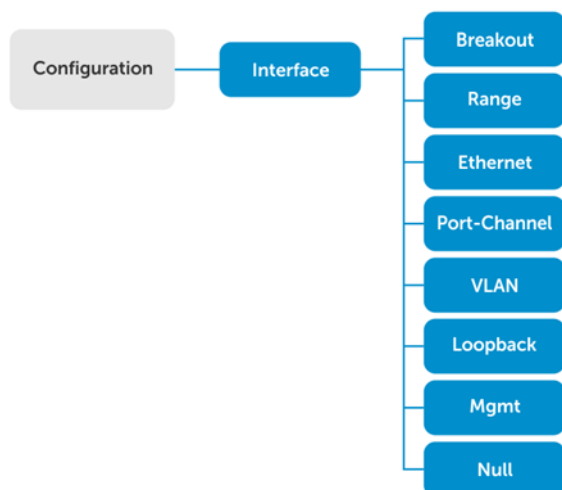 Configuration
Interface
Breakout
Range
Ethernet
Port-Channel
VLAN
Loopback
Mgmt
Null